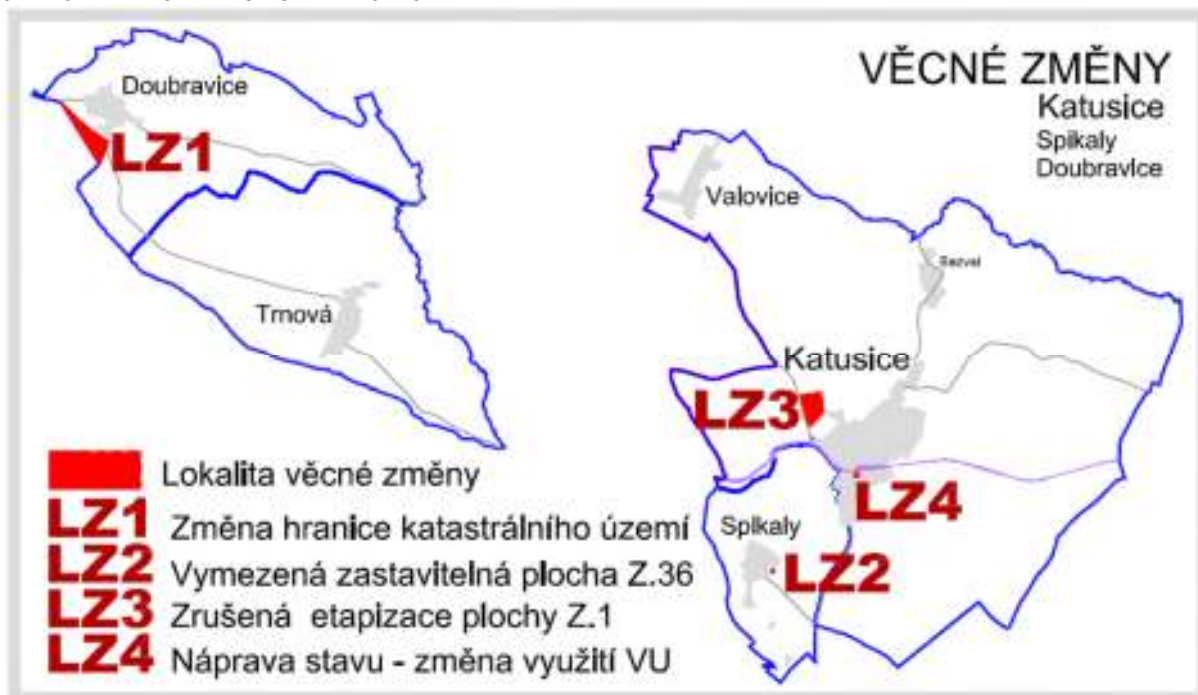 VĚCNÉ ZMĚNY
Katusice
Spikaly
Doubravice
Doubravice
LZ1
Trnová
Valovice
Katusice
LZ3
LZ4
Spikaly
LZ2
Lokalita věcné změny
LZ1 Změna hranice katastrálního území
LZ2 Vymezená zastavitelná plocha Z.36
LZ3 Zrušená etapizace plochy Z.1
LZ4 Náprava stavu - změna využití VU